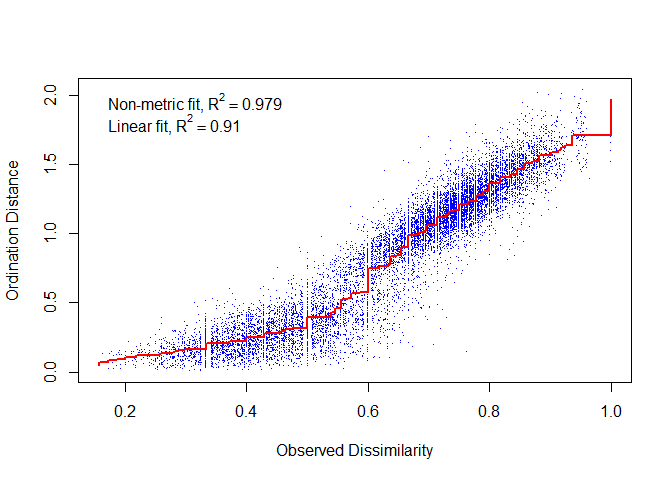 Non-metric fit, R² = 0.979
Linear fit, R² = 0.91
2.0
1.5
1.0
0.5
0.0
Ordination Distance
0.2 0.4 0.6 0.8 1.0
Observed Dissimilarity